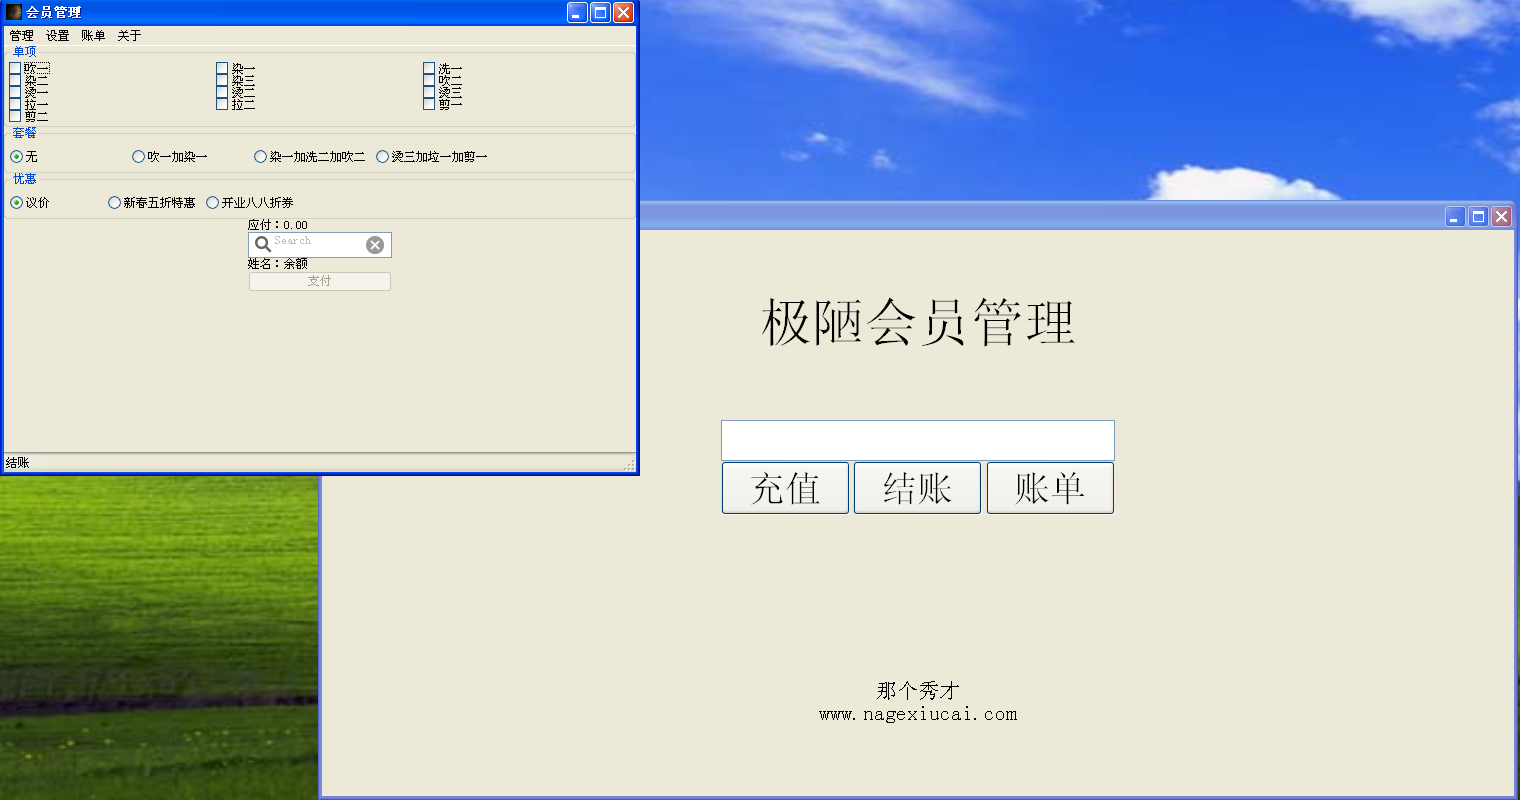 会员管理
管理 设置 账单 关于
单项
吹一 染一 洗一
染二 染三 吹二
烫一 烫二 烫三
拉一 拉二 剪一
剪二
套餐
无 吹一加染一 染一加洗二加吹二 烫三加垃一加剪一
优惠
议价 新春五折特惠 开业八八折券
应付：0.00
Search
姓名：余额
支付
结账
极陋会员管理
充值 结账 账单
那个秀才
www.nagexiucai.com